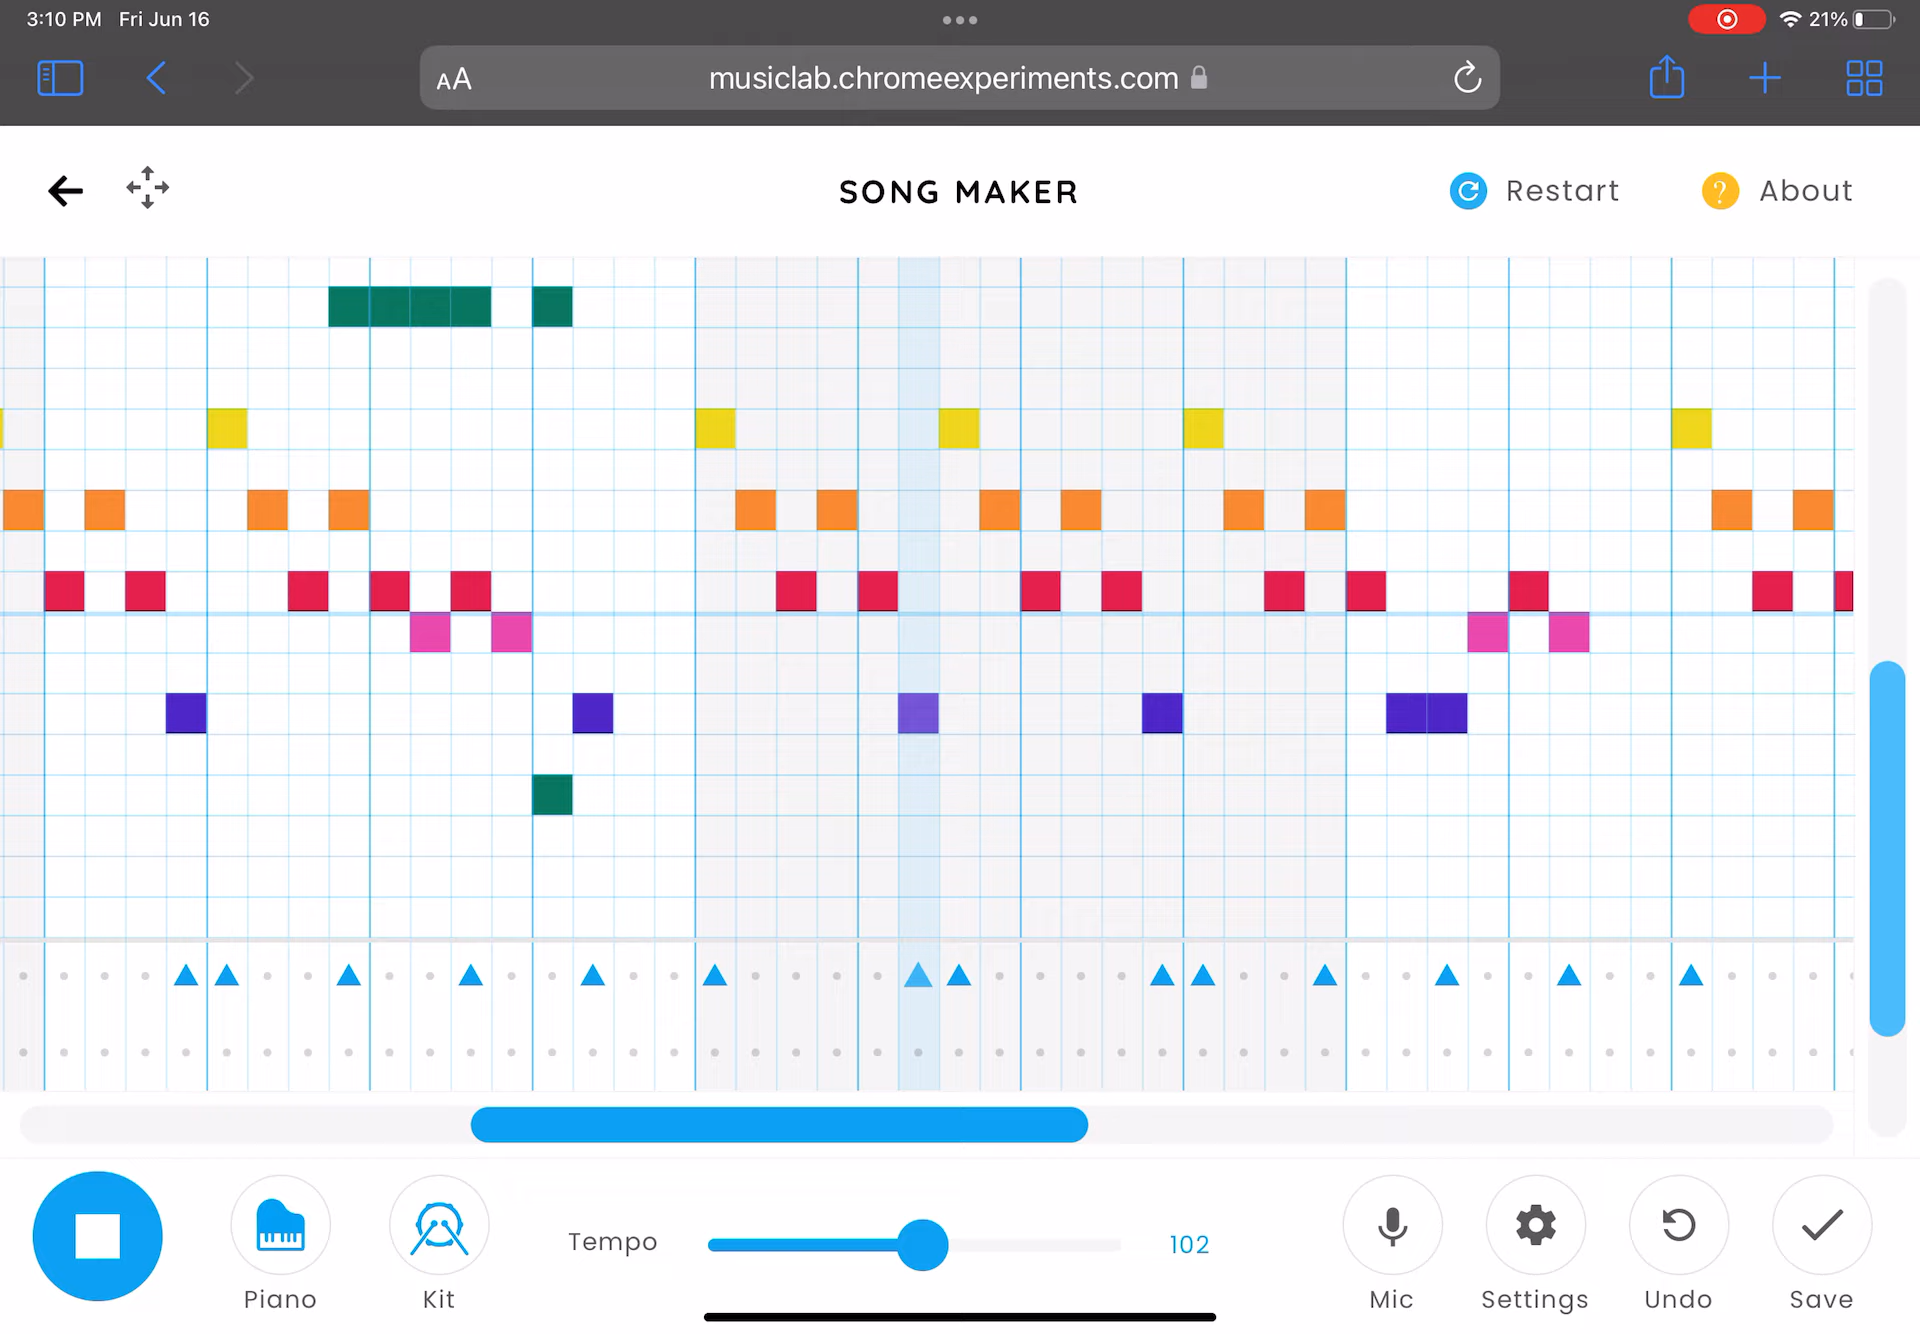 3:10 PM Fri Jun 16
21%
AA
musiclab.chromeexperiments.com
SONG MAKER
Restart
? About
Tempo
102
Piano
Kit
Mic
Settings
Undo
Save